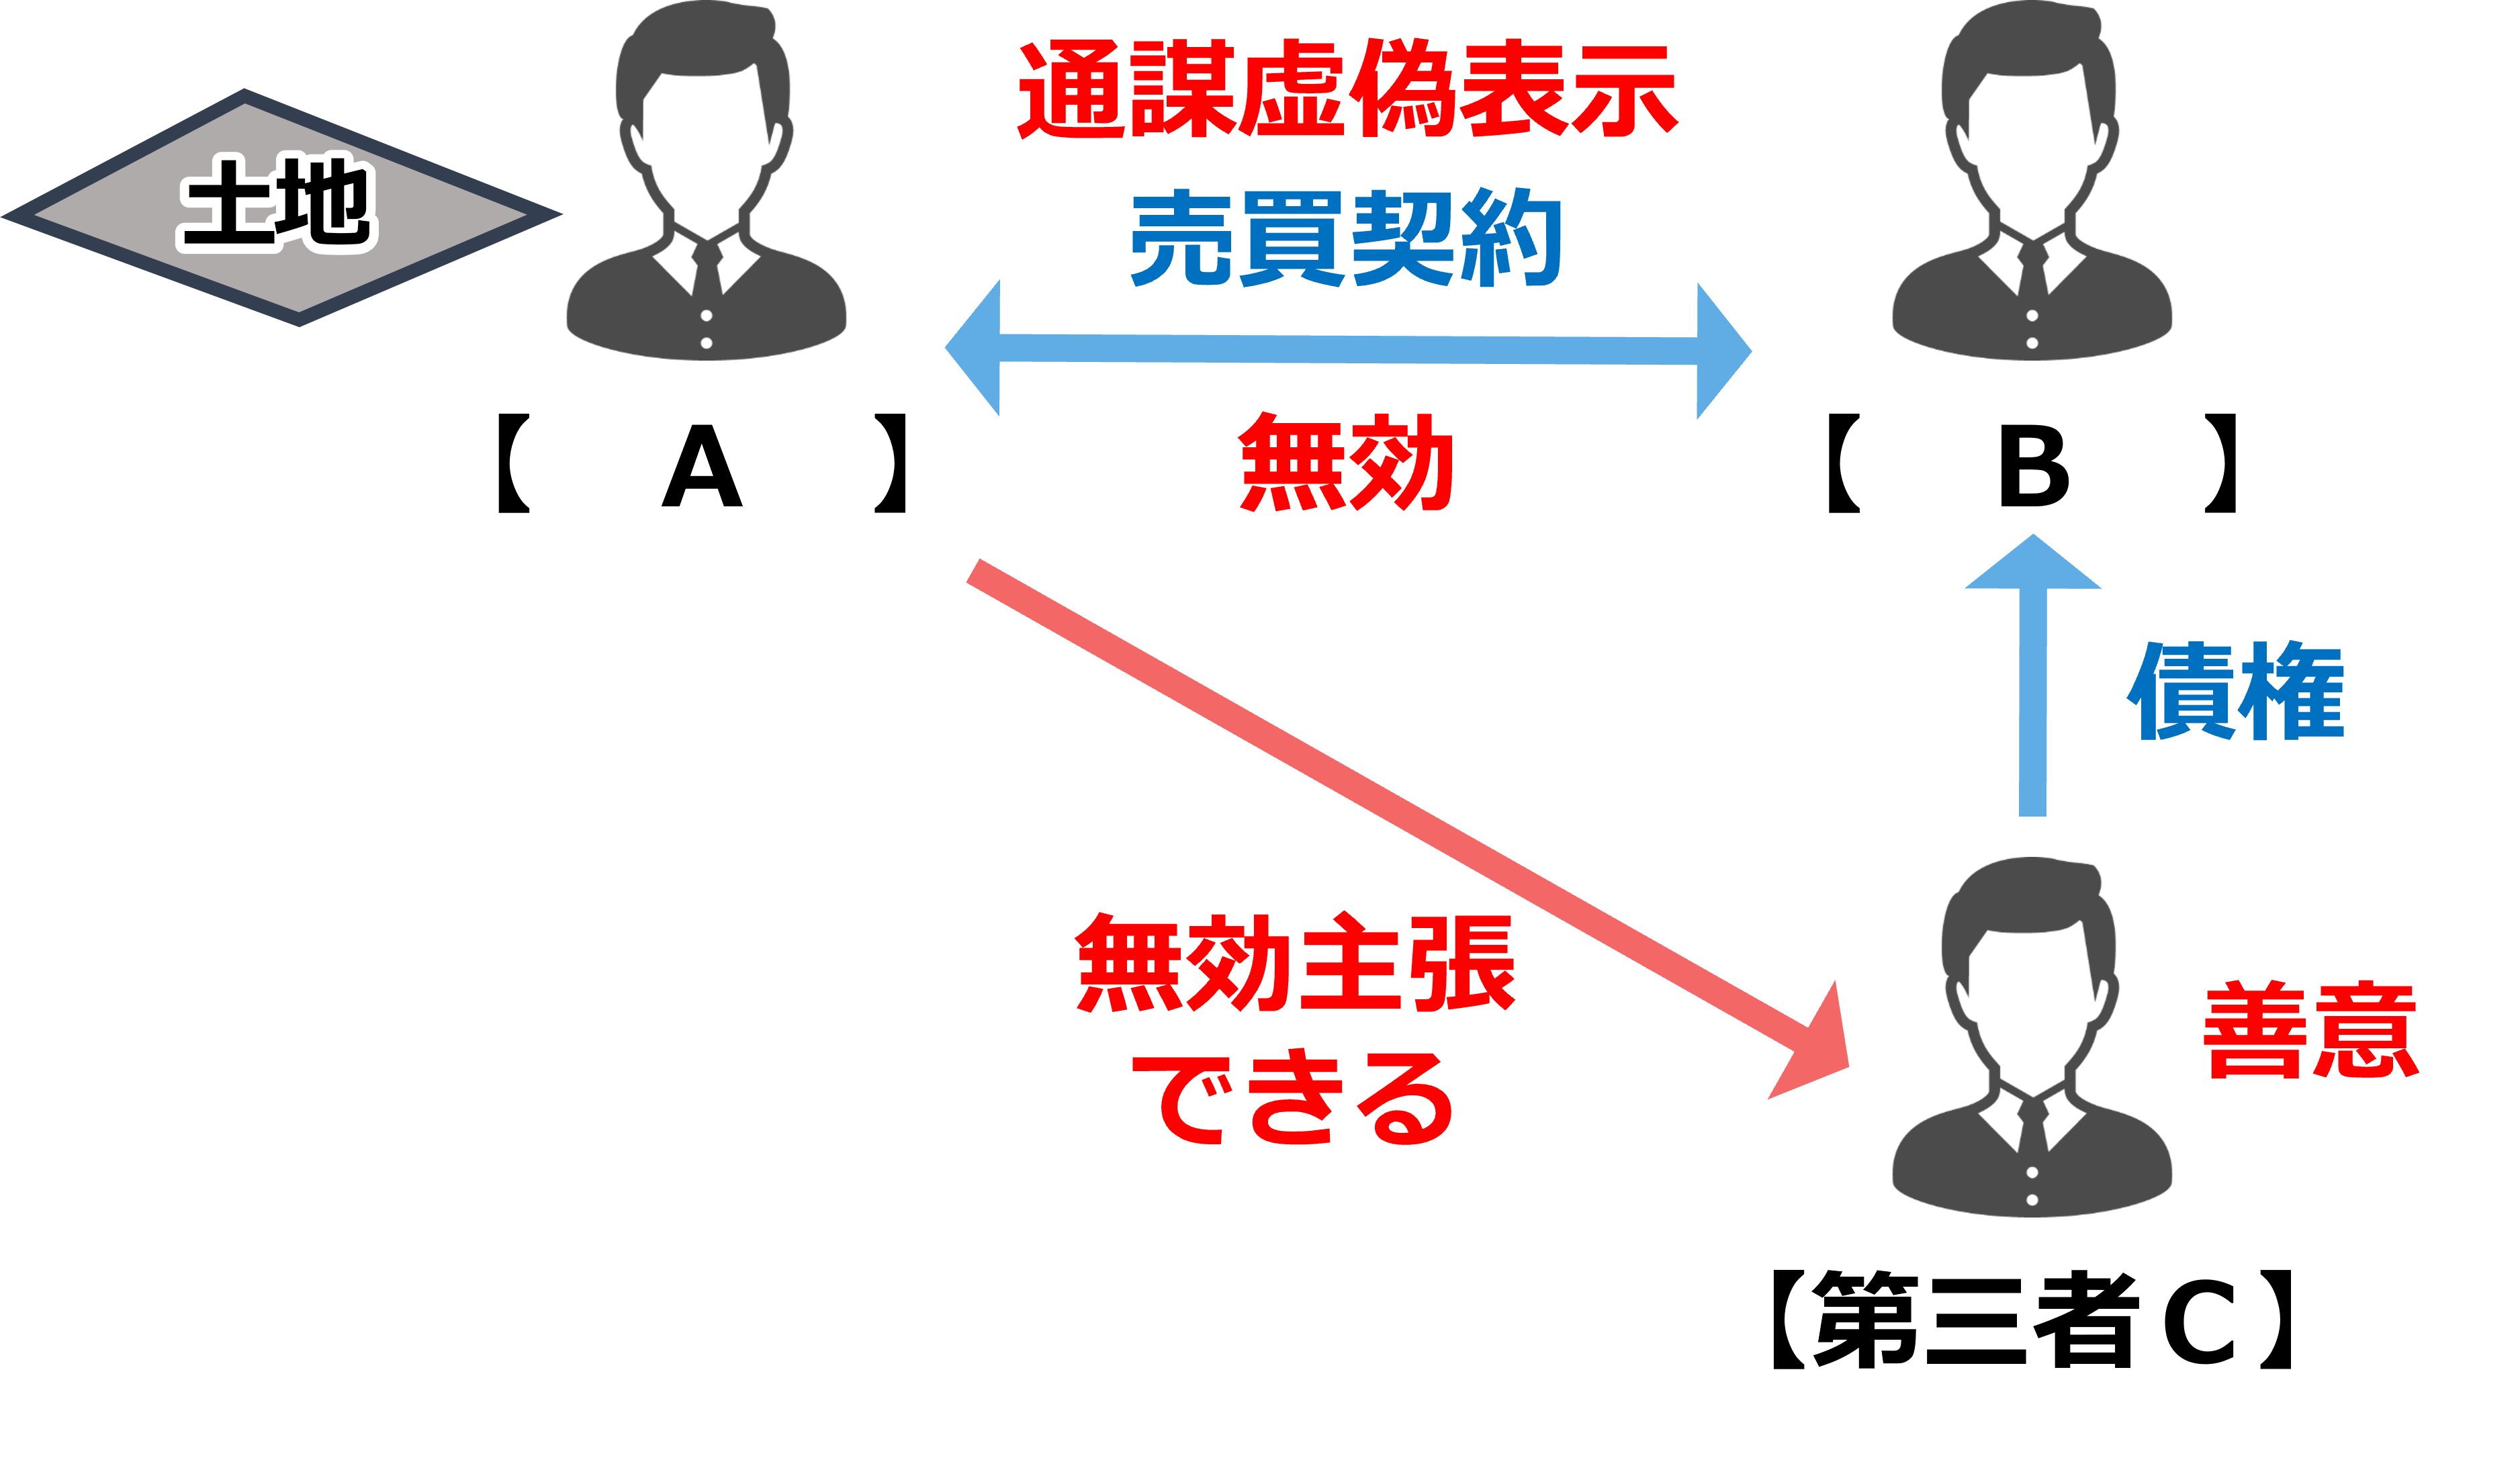 通謀虚偽表示
土地
売買契約
【 A 】
無効
【 B 】
債権
無効主張
できる
善意
【第三者C】